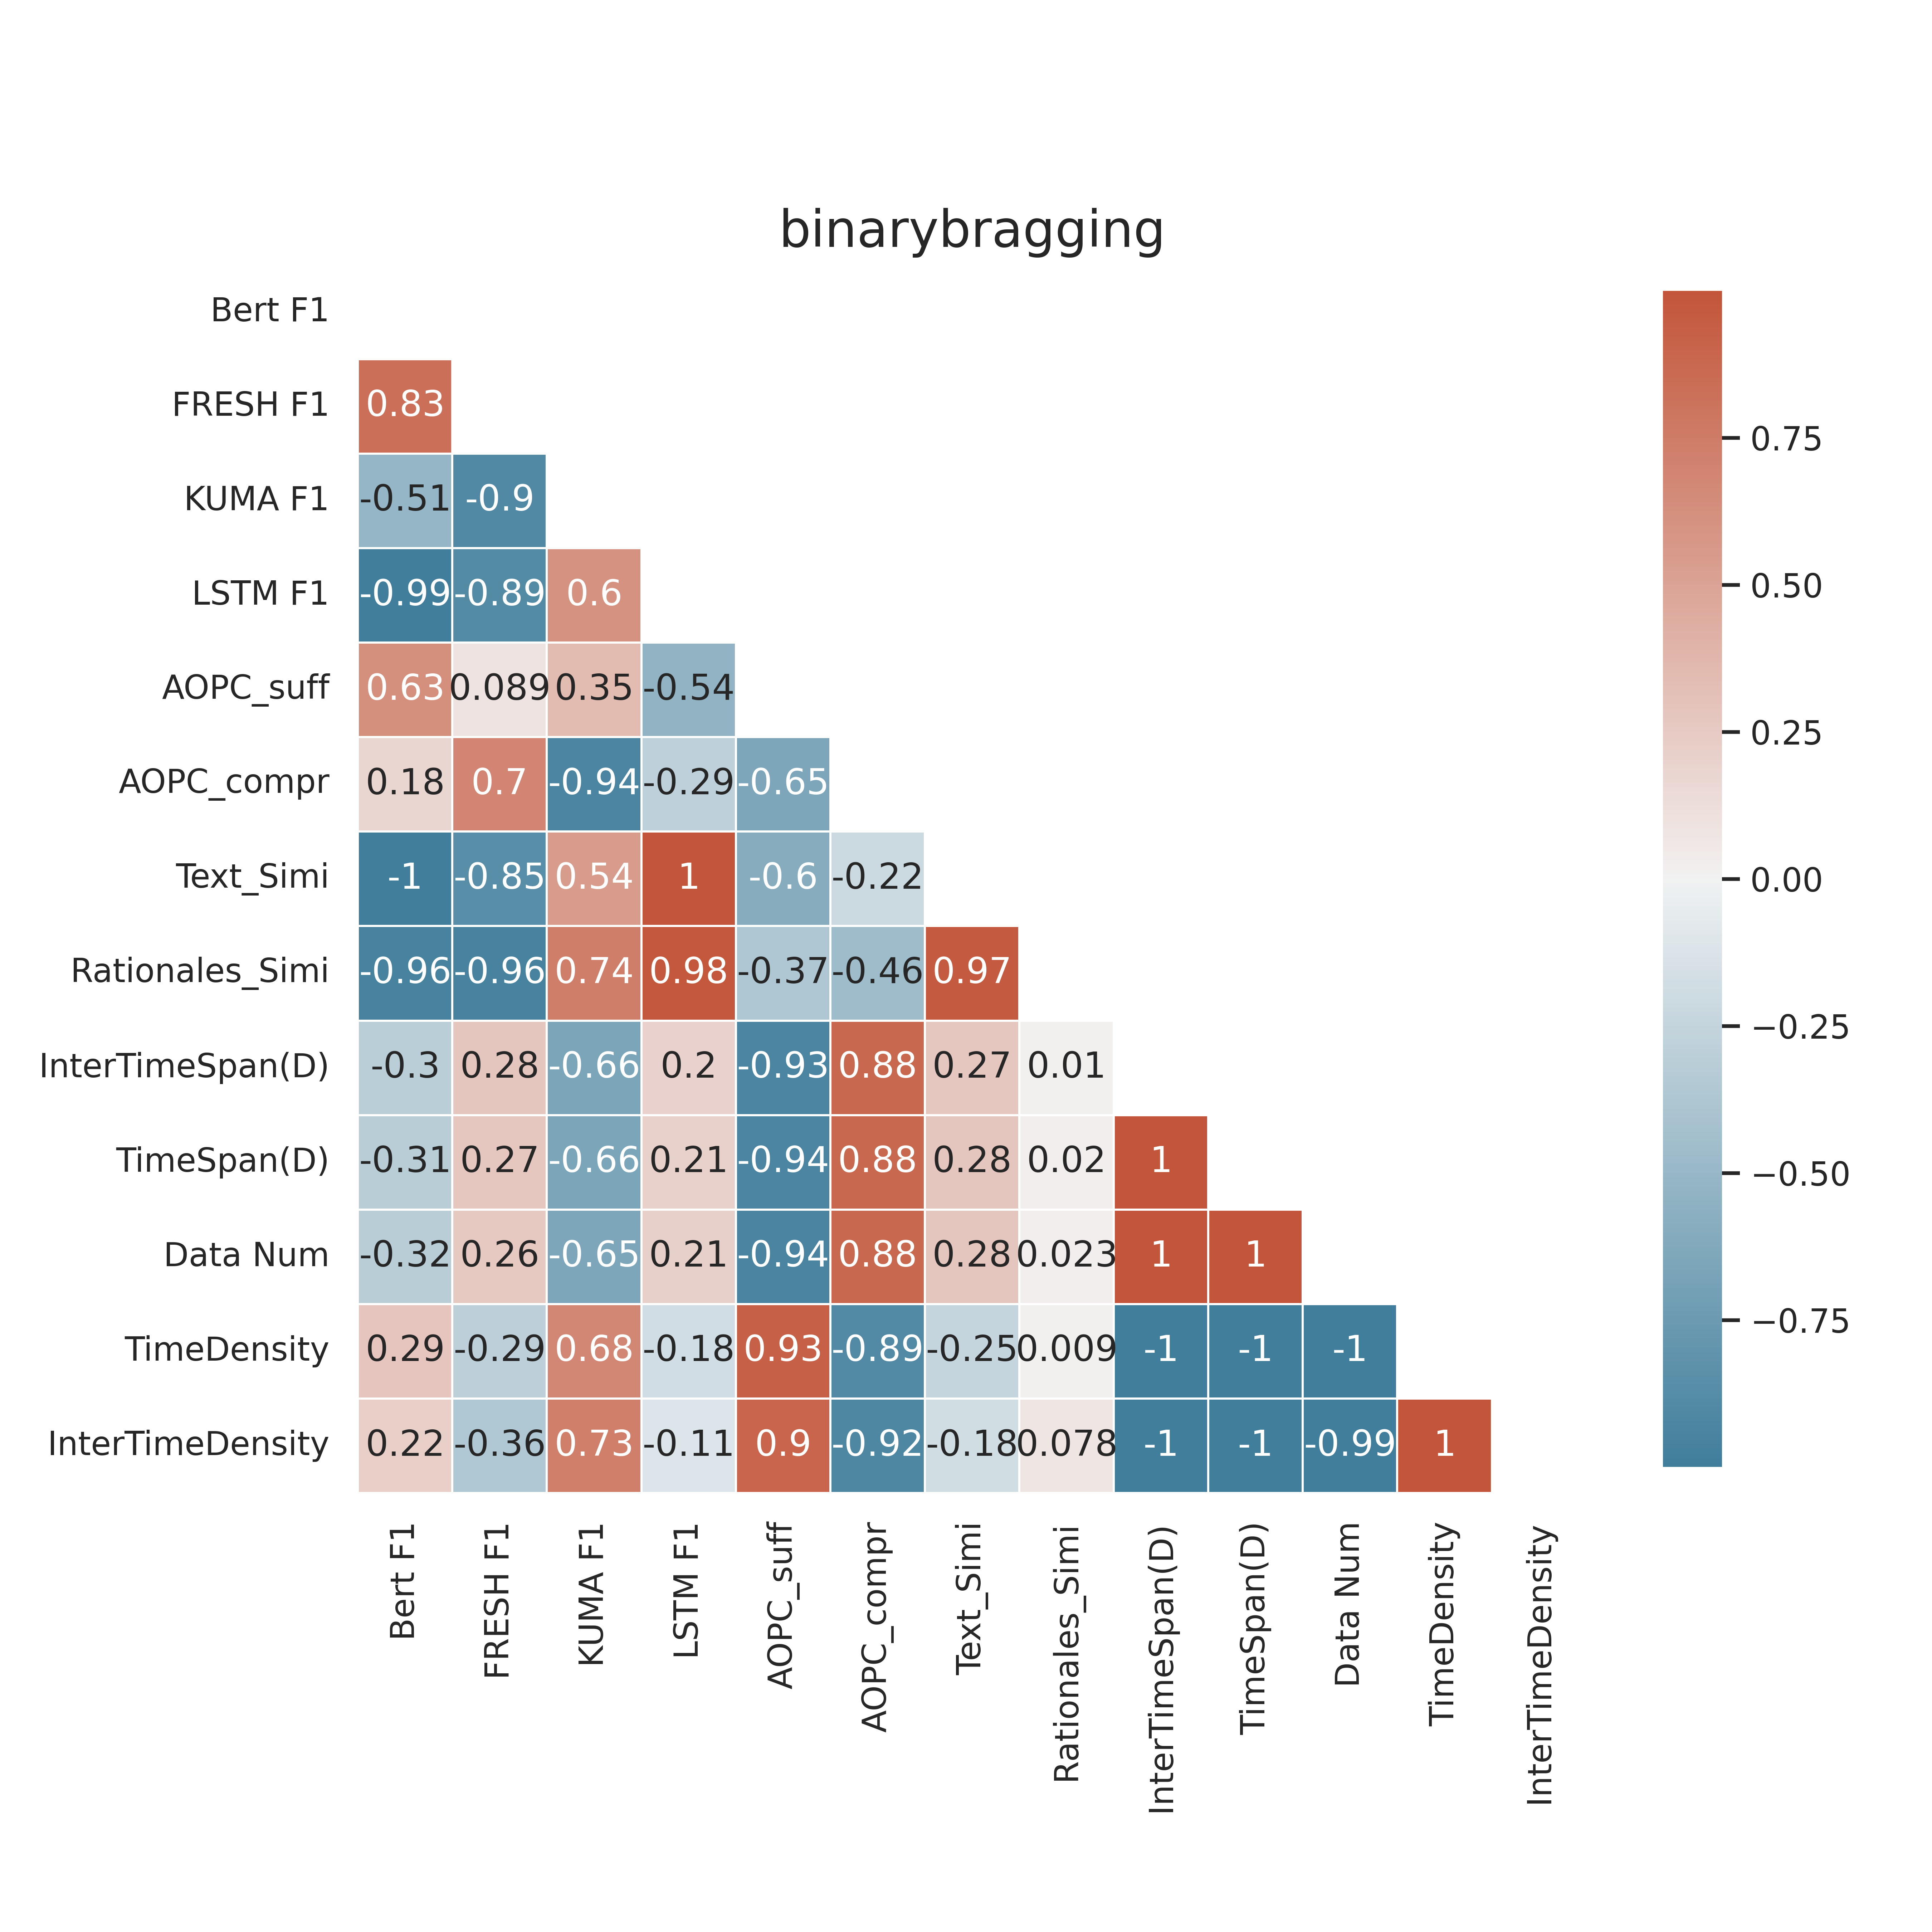 binarybragging
Bert F1
FRESH F1 0.83
KUMA F1 -0.51 -0.9
LSTM F1 -0.99 -0.89 0.6
AOPC_suff 0.63 0.089 0.35 -0.54
AOPC_compr 0.18 0.7 -0.94 -0.29 -0.65
Text_Simi -1 -0.85 0.54 1 -0.6 -0.22
Rationales_Simi -0.96 -0.96 0.74 0.98 -0.37 -0.46 0.97
InterTimeSpan(D) -0.3 0.28 -0.66 0.2 -0.93 0.88 0.27 0.01
TimeSpan(D) -0.31 0.27 -0.66 0.21 -0.94 0.88 0.28 0.02 1
Data Num -0.32 0.26 -0.65 0.21 -0.94 0.88 0.28 0.023 1 1
TimeDensity 0.29 -0.29 0.68 -0.18 0.93 -0.89 -0.25 0.009 -1 -1 -1
InterTimeDensity 0.22 -0.36 0.73 -0.11 0.9 -0.92 -0.18 0.078 -1 -1 -0.99 1
Bert F1
FRESH F1
KUMA F1
LSTM F1
AOPC_suff
AOPC_compr
Text_Simi
Rationales_Simi
InterTimeSpan(D)
TimeSpan(D)
Data Num
TimeDensity
InterTimeDensity
0.75
0.50
0.25
0.00
−0.25
−0.50
−0.75